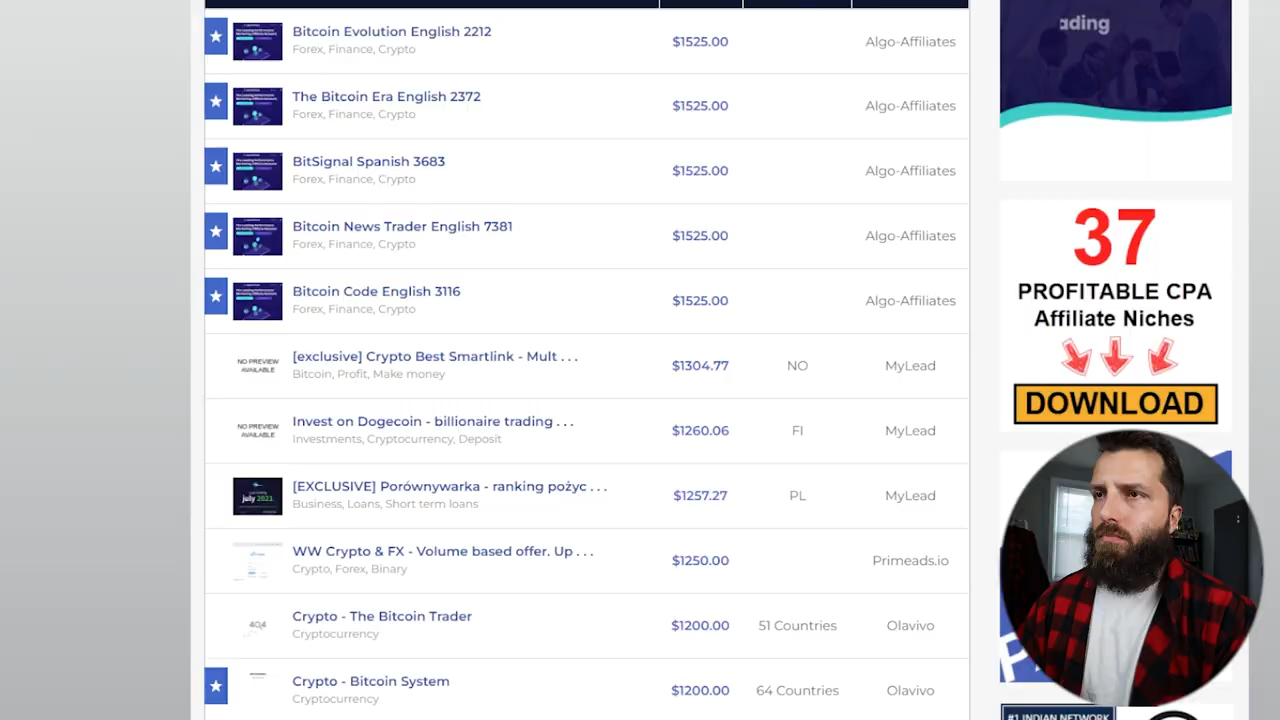 Bitcoin Evolution English 2212
Forex, Finance, Crypto
$1525.00
Algo-Affiliates
The Bitcoin Era English 2372
Forex, Finance, Crypto
$1525.00
Algo-Affiliates
BitSignal Spanish 3683
Forex, Finance, Crypto
$1525.00
Algo-Affiliates
Bitcoin News Trader English 7381
Forex, Finance, Crypto
$1525.00
Algo-Affiliates
Bitcoin Code English 3116
Forex, Finance, Crypto
$1525.00
Algo-Affiliates
NO PREVIEW
AVAILABLE
[exclusive] Crypto Best Smartlink - Mult . . .
Bitcoin, Profit, Make money
$1304.77
NO
MyLead
NO PREVIEW
AVAILABLE
Invest on Dogecoin - billionaire trading . . .
Investments, Cryptocurrency, Deposit
$1260.06
FI
MyLead
july 2021
[EXCLUSIVE] Porównywarka - ranking pożyc . . .
Business, Loans, Short term loans
$1257.27
PL
MyLead
WW Crypto & FX - Volume based offer. Up . . .
Crypto, Forex, Binary
$1250.00
Primeads.io
404
Crypto - The Bitcoin Trader
Cryptocurrency
$1200.00
51 Countries
Olavivo
Crypto - Bitcoin System
Cryptocurrency
$1200.00
64 Countries
Olavivo
ading
37
PROFITABLE CPA
Affiliate Niches
DOWNLOAD
P
#1 INDIAN NETWORK